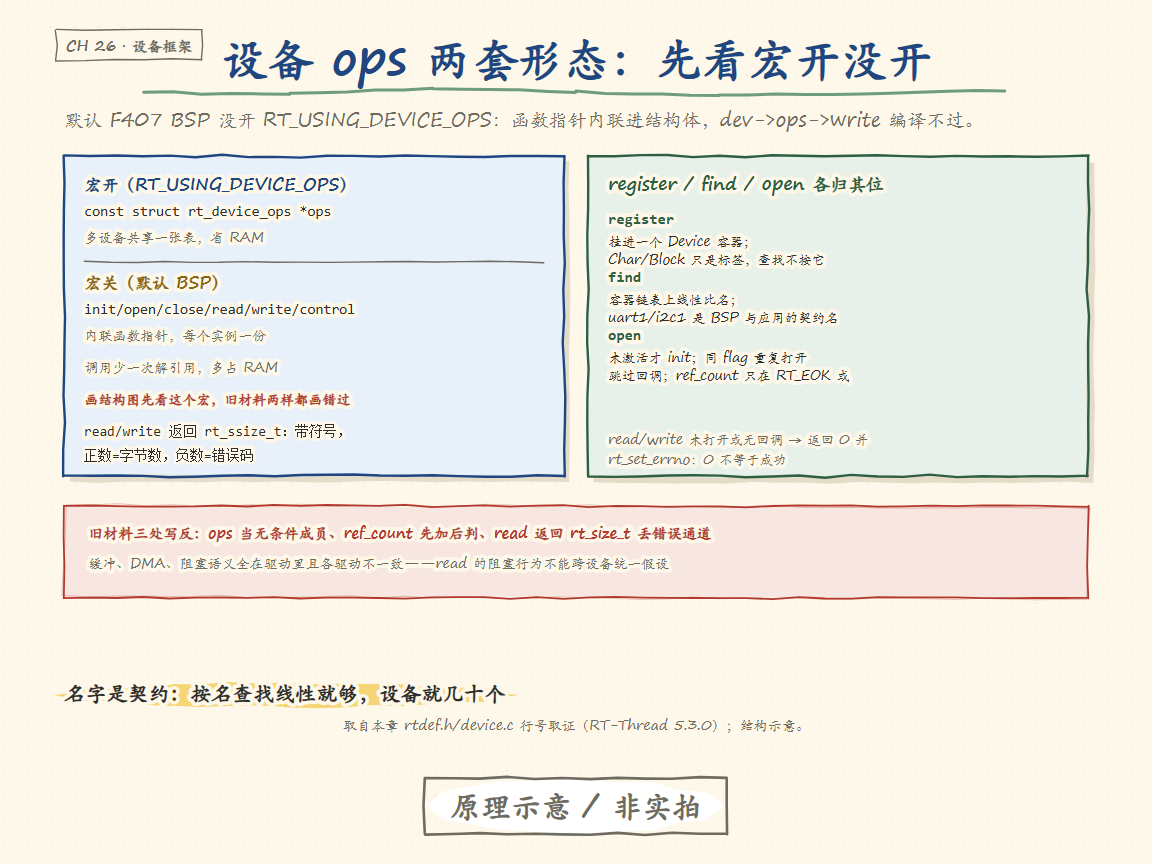 CH 26 · 设备框架
设备 ops 两套形态：先看宏开没开
默认 F407 BSP 没开 RT_USING_DEVICE_OPS：函数指针内联进结构体，dev->ops->write 编译不过。
宏开（RT_USING_DEVICE_OPS）
const struct rt_device_ops *ops
多设备共享一张表，省 RAM
宏关（默认 BSP）
init/open/close/read/write/control
内联函数指针，每个实例一份
调用少一次解引用，多占 RAM
画结构图先看这个宏，旧材料两样都画错过
read/write 返回 rt_ssize_t：带符号，
正数=字节数，负数=错误码
register / find / open 各归其位
register
挂进一个 Device 容器；
Char/Block 只是标签，查找不按它
find
容器链表上线性比名；
uart1/i2c1 是 BSP 与应用的契约名
open
未激活才 init；同 flag 重复打开
跳过回调；ref_count 只在 RT_EOK 或
read/write 未打开或无回调 → 返回 0 并
rt_set_errno：0 不等于成功
旧材料三处写反：ops 当无条件成员、ref_count 先加后判、read 返回 rt_size_t 丢错误通道
缓冲、DMA、阻塞语义全在驱动里且各驱动不一致——read 的阻塞行为不能跨设备统一假设
名字是契约：按名查找线性就够，设备就几十个
取自本章 rtdef.h/device.c 行号取证（RT-Thread 5.3.0）；结构示意。
原理示意 / 非实拍